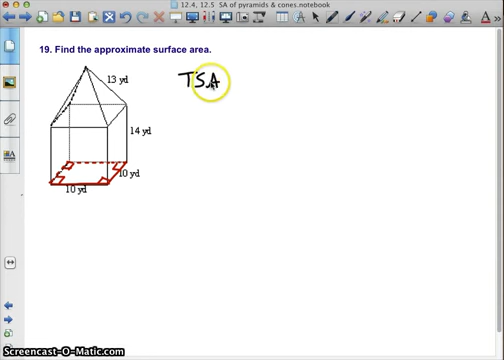 12.4, 12.5 SA of pyramids & cones.notebook
19. Find the approximate surface area.
13 yd
TSA
14 yd
10 yd
10 yd
Screencast-O-Matic.com